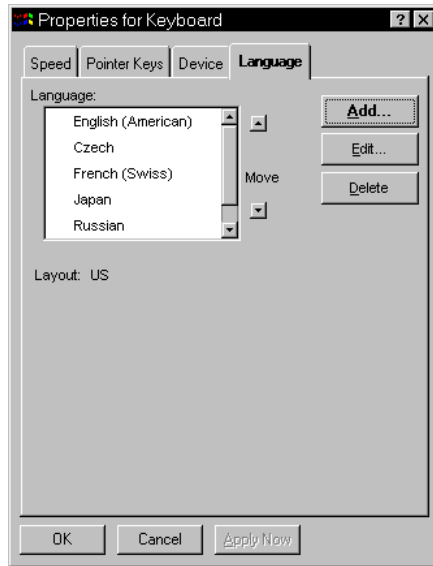 Properties for Keyboard
Speed
Pointer Keys
Device
Language
Language:
English (American)
Czech
French (Swiss)
Japan
Russian
Move
Add...
Edit...
Delete
Layout: US
OK
Cancel
Apply Now